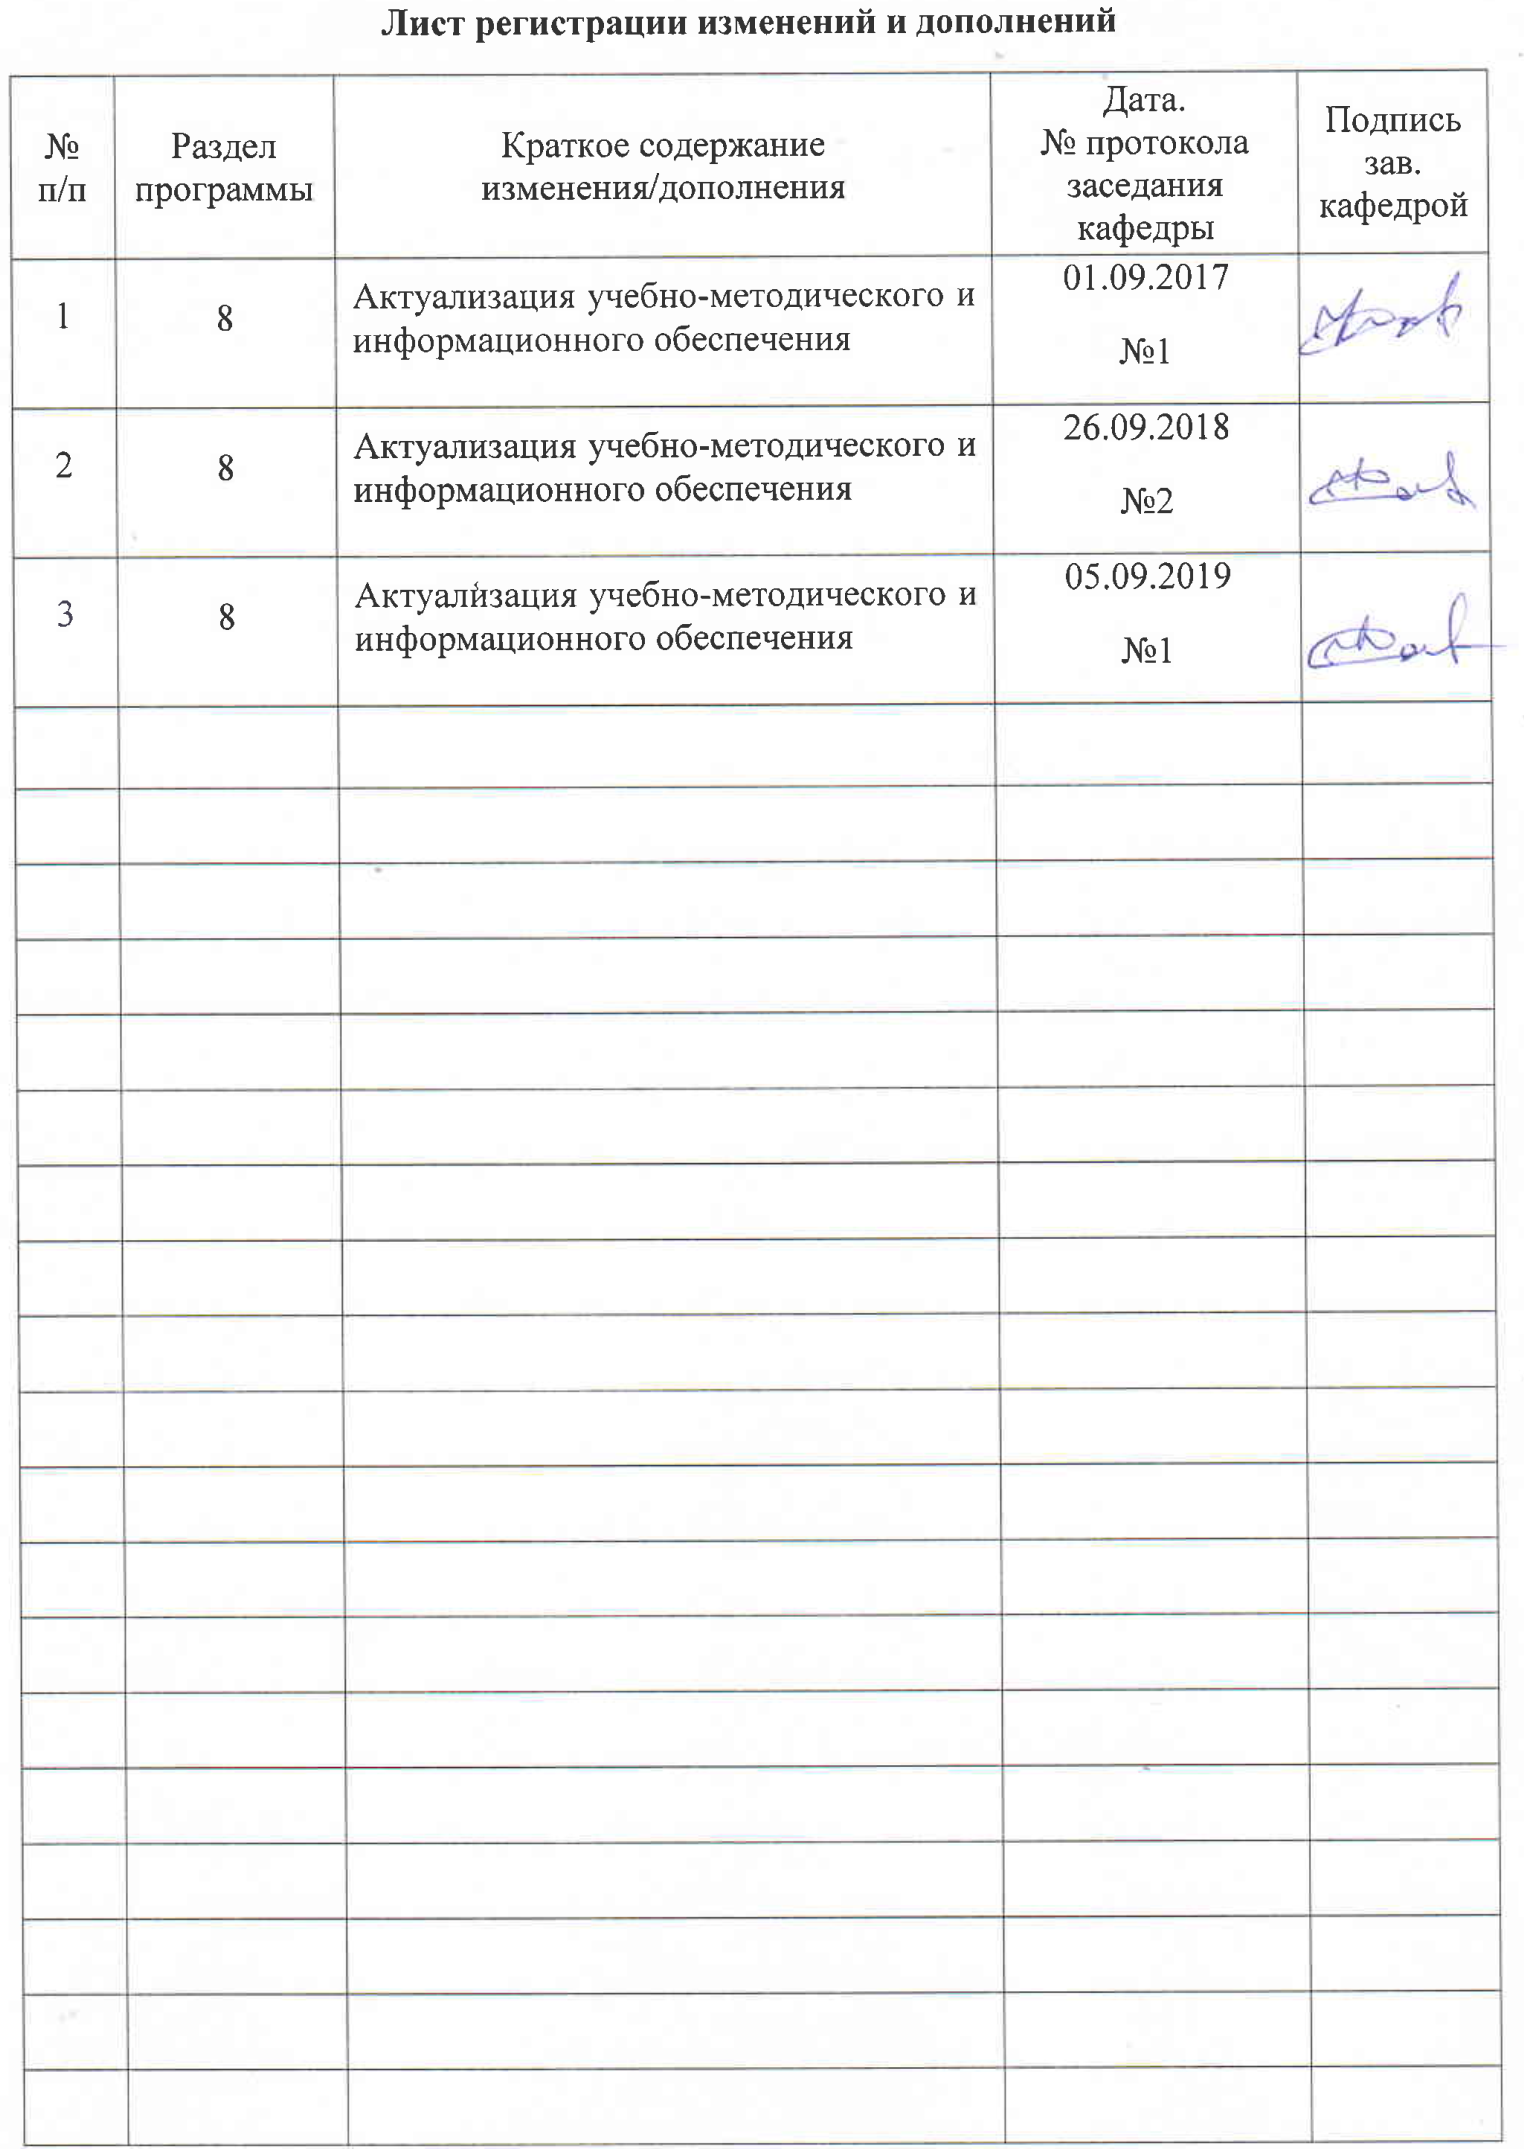 Лист регистрации изменений и дополнений
№
п/п
Раздел
программы
Краткое содержание
изменения/дополнения
Дата.
№ протокола
заседания
кафедры
Подпись
зав.
кафедрой
1
8
Актуализация учебно-методического и
информационного обеспечения
01.09.2017
№1
2
8
Актуализация учебно-методического и
информационного обеспечения
26.09.2018
№2
3
8
Актуализация учебно-методического и
информационного обеспечения
05.09.2019
№1